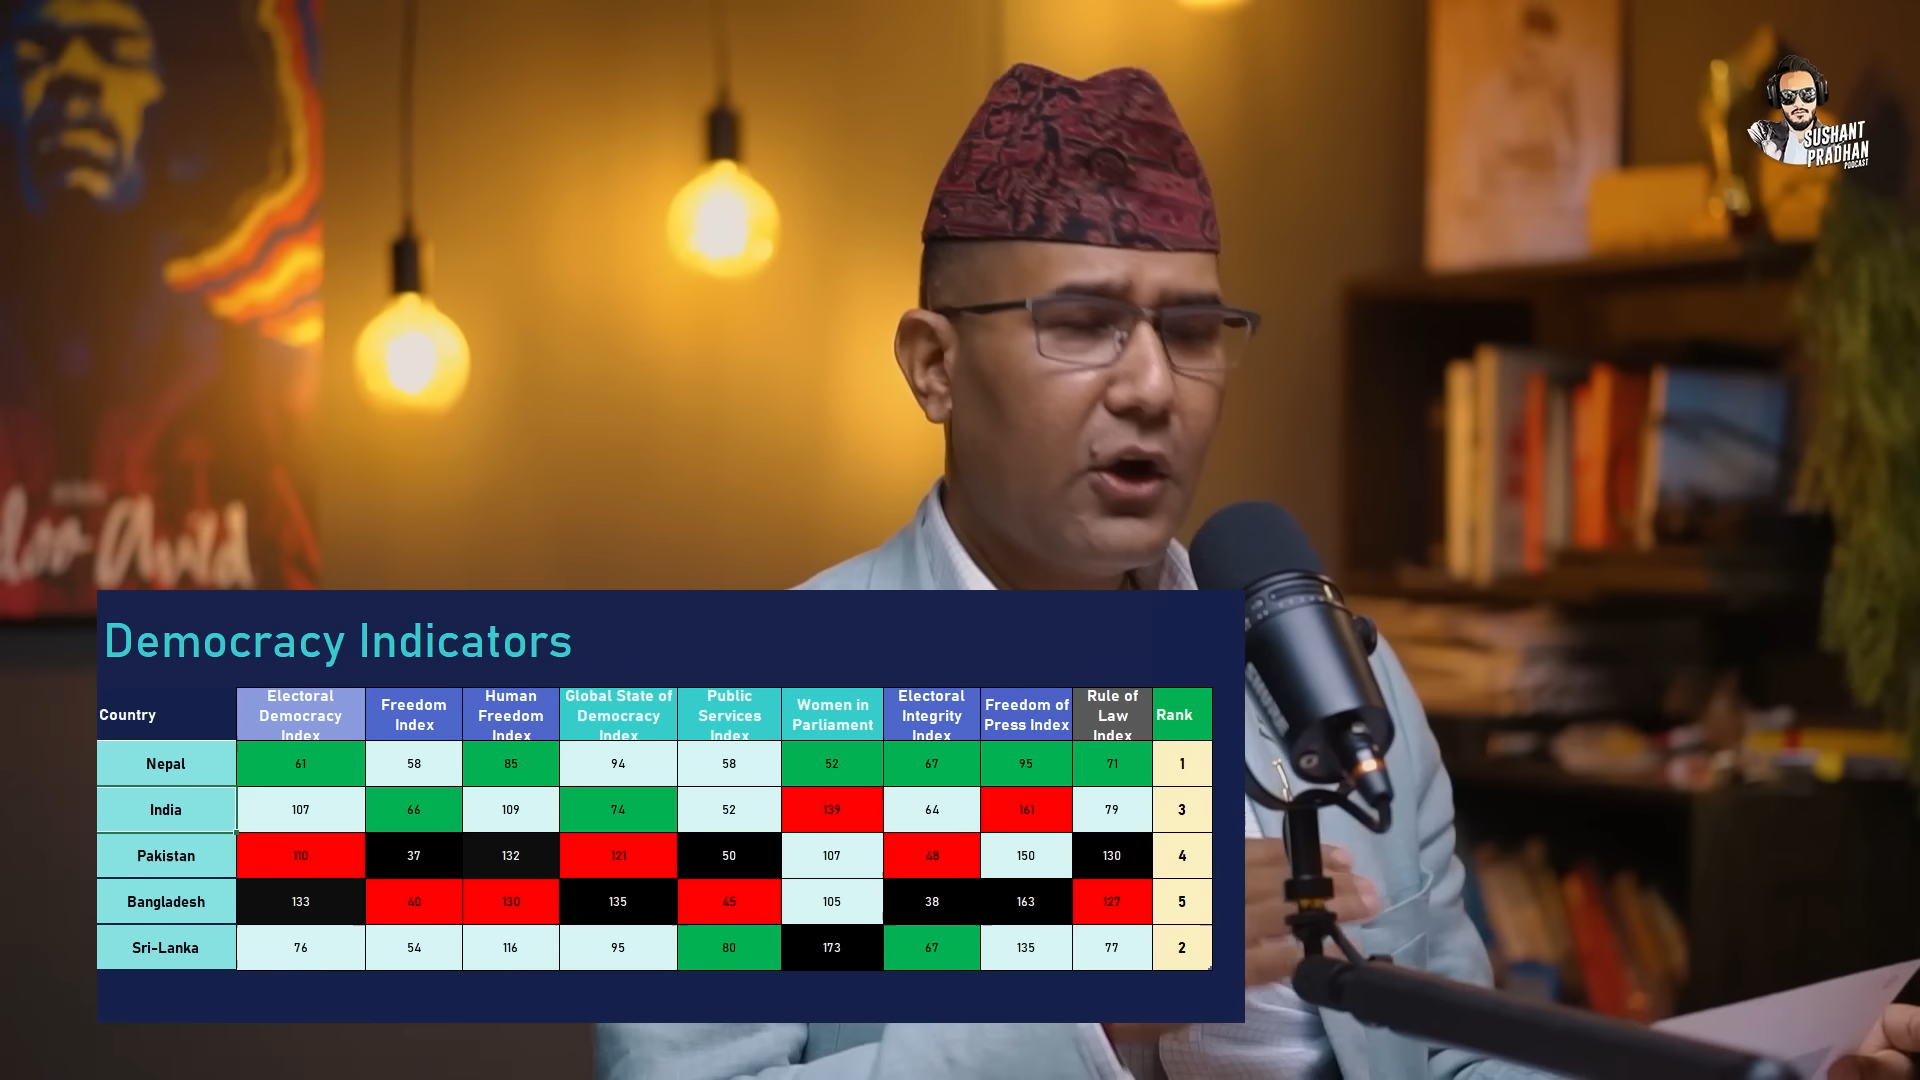 SUSHANT
PRADHAN
PODCAST
Democracy Indicators
Country | Electoral Democracy Index | Freedom Index | Human Freedom Index | Global State of Democracy Index | Public Services Index | Women in Parliament | Electoral Integrity Index | Freedom of Press Index | Rule of Law Index | Rank
Nepal 61 58 85 94 58 52 67 95 71 1
India 107 66 109 74 52 139 64 161 79 3
Pakistan 110 37 132 121 50 107 48 150 130 4
Bangladesh 133 40 130 135 45 105 38 163 127 5
Sri-Lanka 76 54 116 95 80 173 67 135 77 2